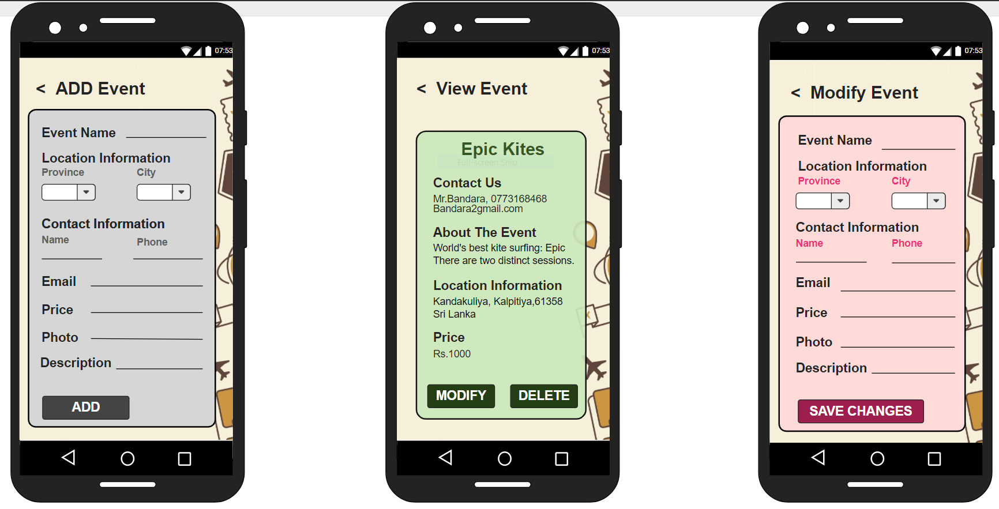 07:53
< ADD Event
Event Name
Location Information
Province City
Contact Information
Name Phone
Email
Price
Photo
Description
ADD
07:53
< View Event
Epic Kites
Full-screen Snip
Contact Us
Mr.Bandara, 0773168468
Bandara2gmail.com
About The Event
World's best kite surfing: Epic
There are two distinct sessions.
Location Information
Kandakuliya, Kalpitiya,61358
Sri Lanka
Price
Rs.1000
MODIFY DELETE
07:53
< Modify Event
Event Name
Location Information
Province City
Contact Information
Name Phone
Email
Price
Photo
Description
SAVE CHANGES